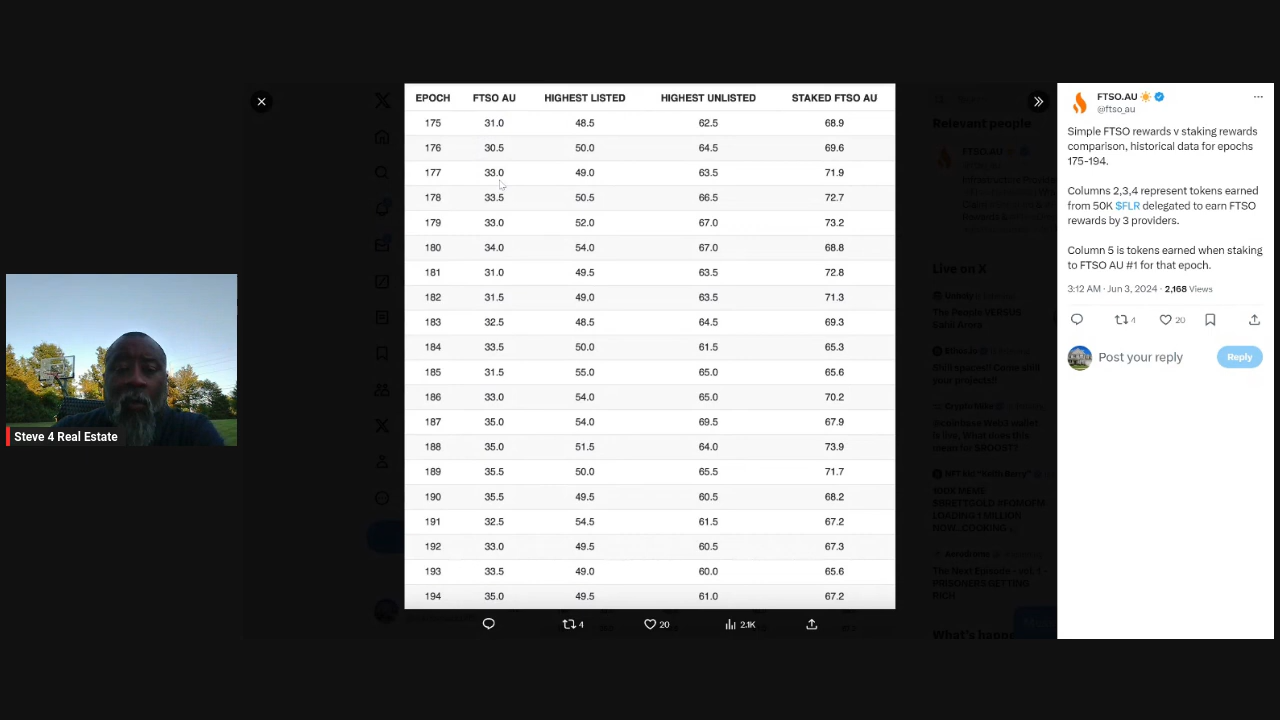 EPOCH FTSO AU HIGHEST LISTED HIGHEST UNLISTED STAKED FTSO AU
175 31.0 48.5 62.5 68.9
176 30.5 50.0 64.5 69.6
177 33.0 49.0 63.5 71.9
178 33.5 50.5 66.5 72.7
179 33.0 52.0 67.0 73.2
180 34.0 54.0 67.0 68.8
181 31.0 49.5 63.5 72.8
182 31.5 49.0 63.5 71.3
183 32.5 48.5 64.5 69.3
184 33.5 50.0 61.5 65.3
185 31.5 55.0 65.0 65.6
186 33.0 54.0 65.0 70.2
187 35.0 54.0 69.5 67.9
188 35.0 51.5 64.0 73.9
189 35.5 50.0 65.5 71.7
190 35.5 49.5 60.5 68.2
191 32.5 54.5 61.5 67.2
192 33.0 49.5 60.5 67.3
193 33.5 49.0 60.0 65.6
194 35.0 49.5 61.0 67.2
4 20 2.1K
FTSO.AU
@ftso_au
Simple FTSO rewards v staking rewards
comparison, historical data for epochs
175-194.
Columns 2,3,4 represent tokens earned
from 50K $FLR delegated to earn FTSO
rewards by 3 providers.
Column 5 is tokens earned when staking
to FTSO AU #1 for that epoch.
3:12 AM · Jun 3, 2024 · 2,168 Views
4 20
Post your reply
Reply
Relevant people
FTSO.AU
@ftso_au
Live on X
The People VERSUS
What's happe
Steve 4 Real Estate